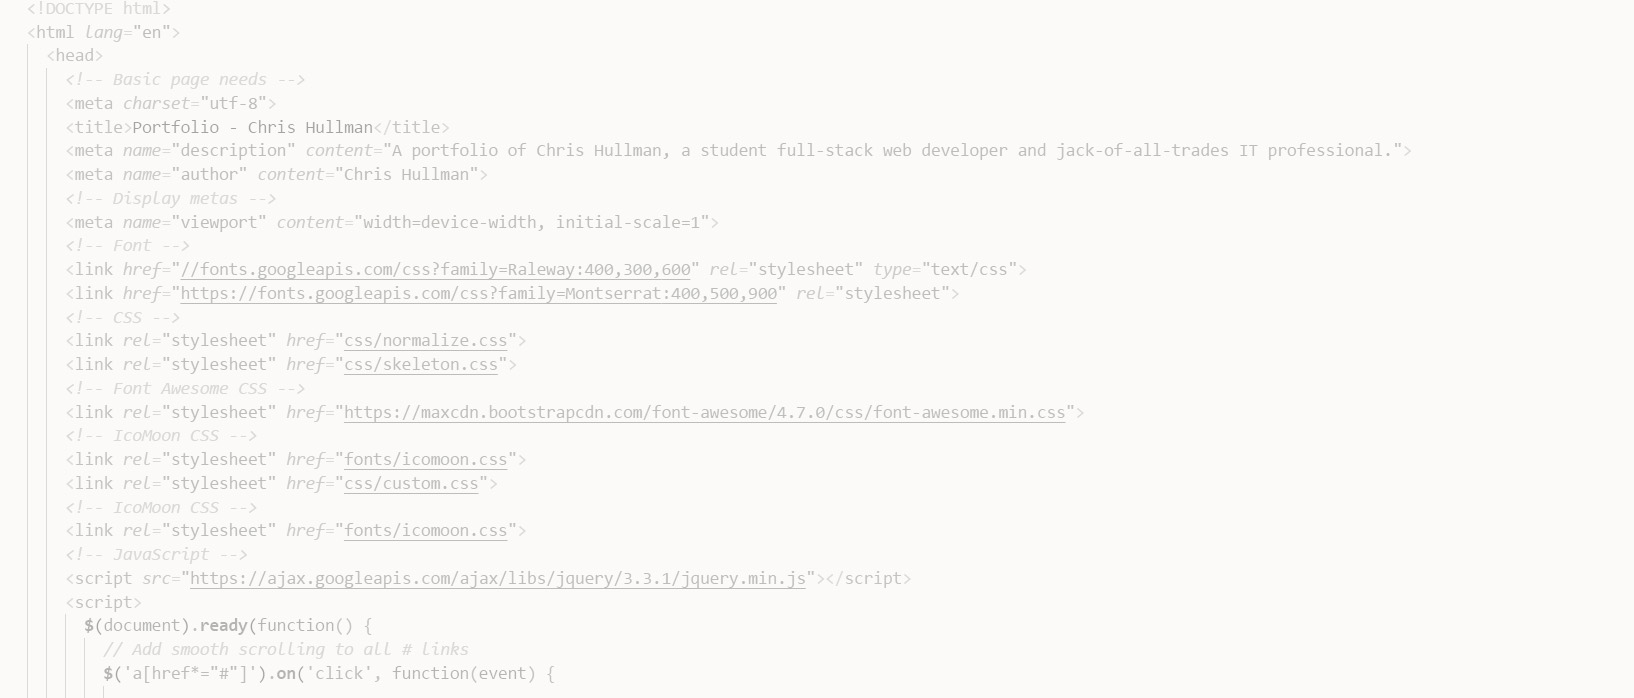 <!DOCTYPE html>
<html lang="en">
<head>
<!-- Basic page needs -->
<meta charset="utf-8">
<title>Portfolio - Chris Hullman</title>
<meta name="description" content="A portfolio of Chris Hullman, a student full-stack web developer and jack-of-all-trades IT professional.">
<meta name="author" content="Chris Hullman">
<!-- Display metas -->
<meta name="viewport" content="width=device-width, initial-scale=1">
<!-- Font -->
<link href="//fonts.googleapis.com/css?family=Raleway:400,300,600" rel="stylesheet" type="text/css">
<link href="https://fonts.googleapis.com/css?family=Montserrat:400,500,900" rel="stylesheet">
<!-- CSS -->
<link rel="stylesheet" href="css/normalize.css">
<link rel="stylesheet" href="css/skeleton.css">
<!-- Font Awesome CSS -->
<link rel="stylesheet" href="https://maxcdn.bootstrapcdn.com/font-awesome/4.7.0/css/font-awesome.min.css">
<!-- IcoMoon CSS -->
<link rel="stylesheet" href="fonts/icomoon.css">
<link rel="stylesheet" href="css/custom.css">
<!-- IcoMoon CSS -->
<link rel="stylesheet" href="fonts/icomoon.css">
<!-- JavaScript -->
<script src="https://ajax.googleapis.com/ajax/libs/jquery/3.3.1/jquery.min.js"></script>
<script>
$(document).ready(function() {
// Add smooth scrolling to all # links
$('a[href*="#"]').on('click', function(event) {